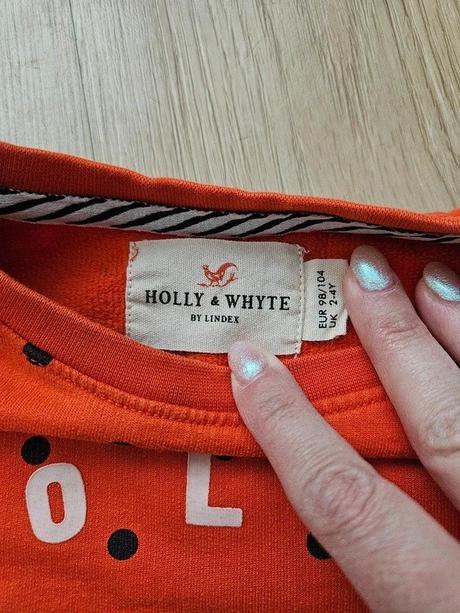 HOLLY & WHYTE
BY LINDEX
EUR 98/104
UK 2-4Y
O L